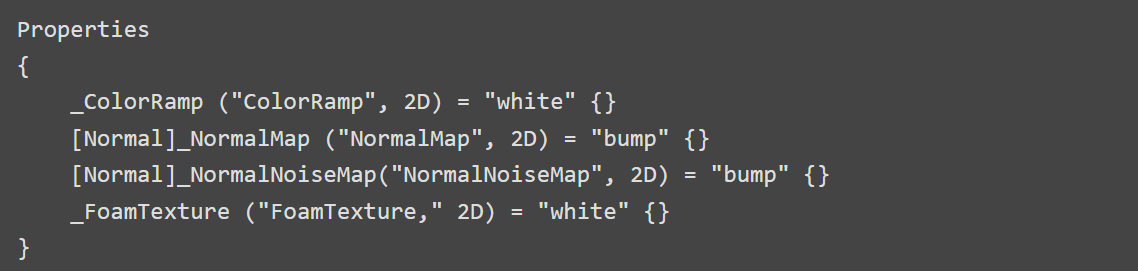 Properties
{
    _ColorRamp ("ColorRamp", 2D) = "white" {}
    [Normal]_NormalMap ("NormalMap", 2D) = "bump" {}
    [Normal]_NormalNoiseMap("NormalNoiseMap", 2D) = "bump" {}
    _FoamTexture ("FoamTexture," 2D) = "white" {}
}